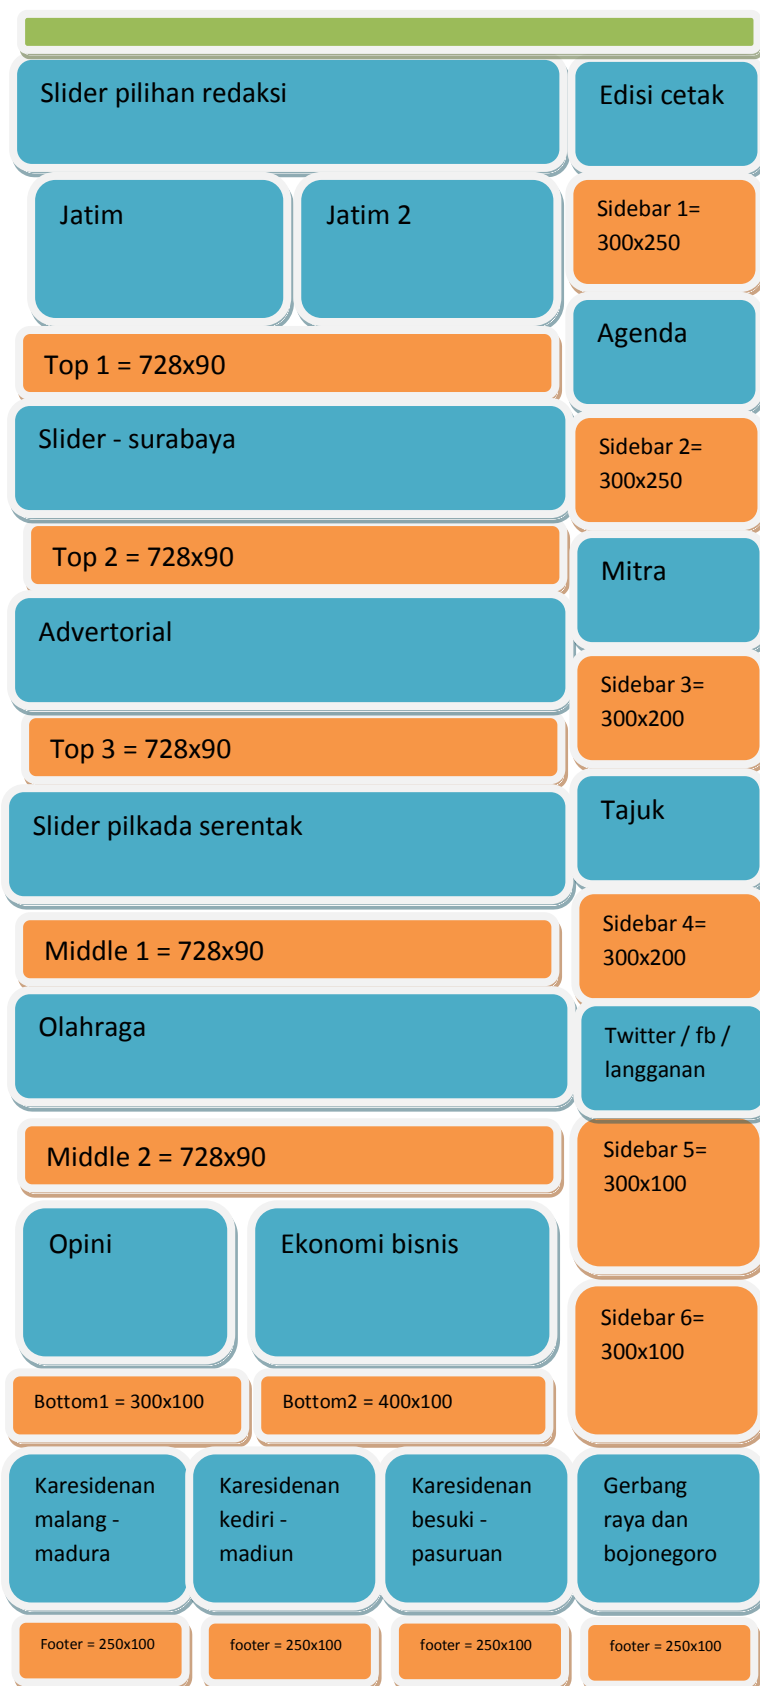 Slider pilihan redaksi
Edisi cetak
Jatim
Jatim 2
Sidebar 1=
300x250
Agenda
Top 1 = 728x90
Slider - surabaya
Sidebar 2=
300x250
Top 2 = 728x90
Mitra
Advertorial
Sidebar 3=
300x200
Top 3 = 728x90
Tajuk
Slider pilkada serentak
Sidebar 4=
300x200
Middle 1 = 728x90
Olahraga
Twitter / fb /
langganan
Middle 2 = 728x90
Sidebar 5=
300x100
Opini
Ekonomi bisnis
Sidebar 6=
300x100
Bottom1 = 300x100
Bottom2 = 400x100
Karesidenan
malang -
madura
Karesidenan
kediri -
madiun
Karesidenan
besuki -
pasuruan
Gerbang
raya dan
bojonegoro
Footer = 250x100
footer = 250x100
footer = 250x100
footer = 250x100